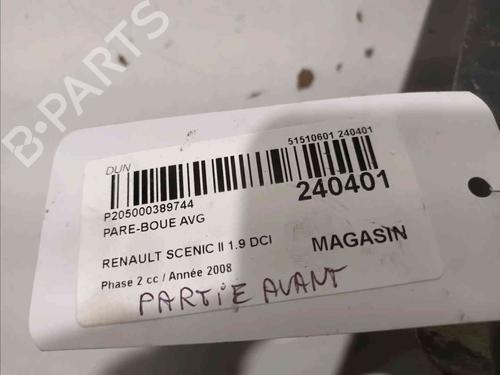 B-PARTS
DUN
51510601 240401
P205000389744
240401
PARE-BOUE AVG
RENAULT SCENIC II 1.9 DCI
MAGASIN
Phase 2 cc / Année 2008
PARTIE AVANT